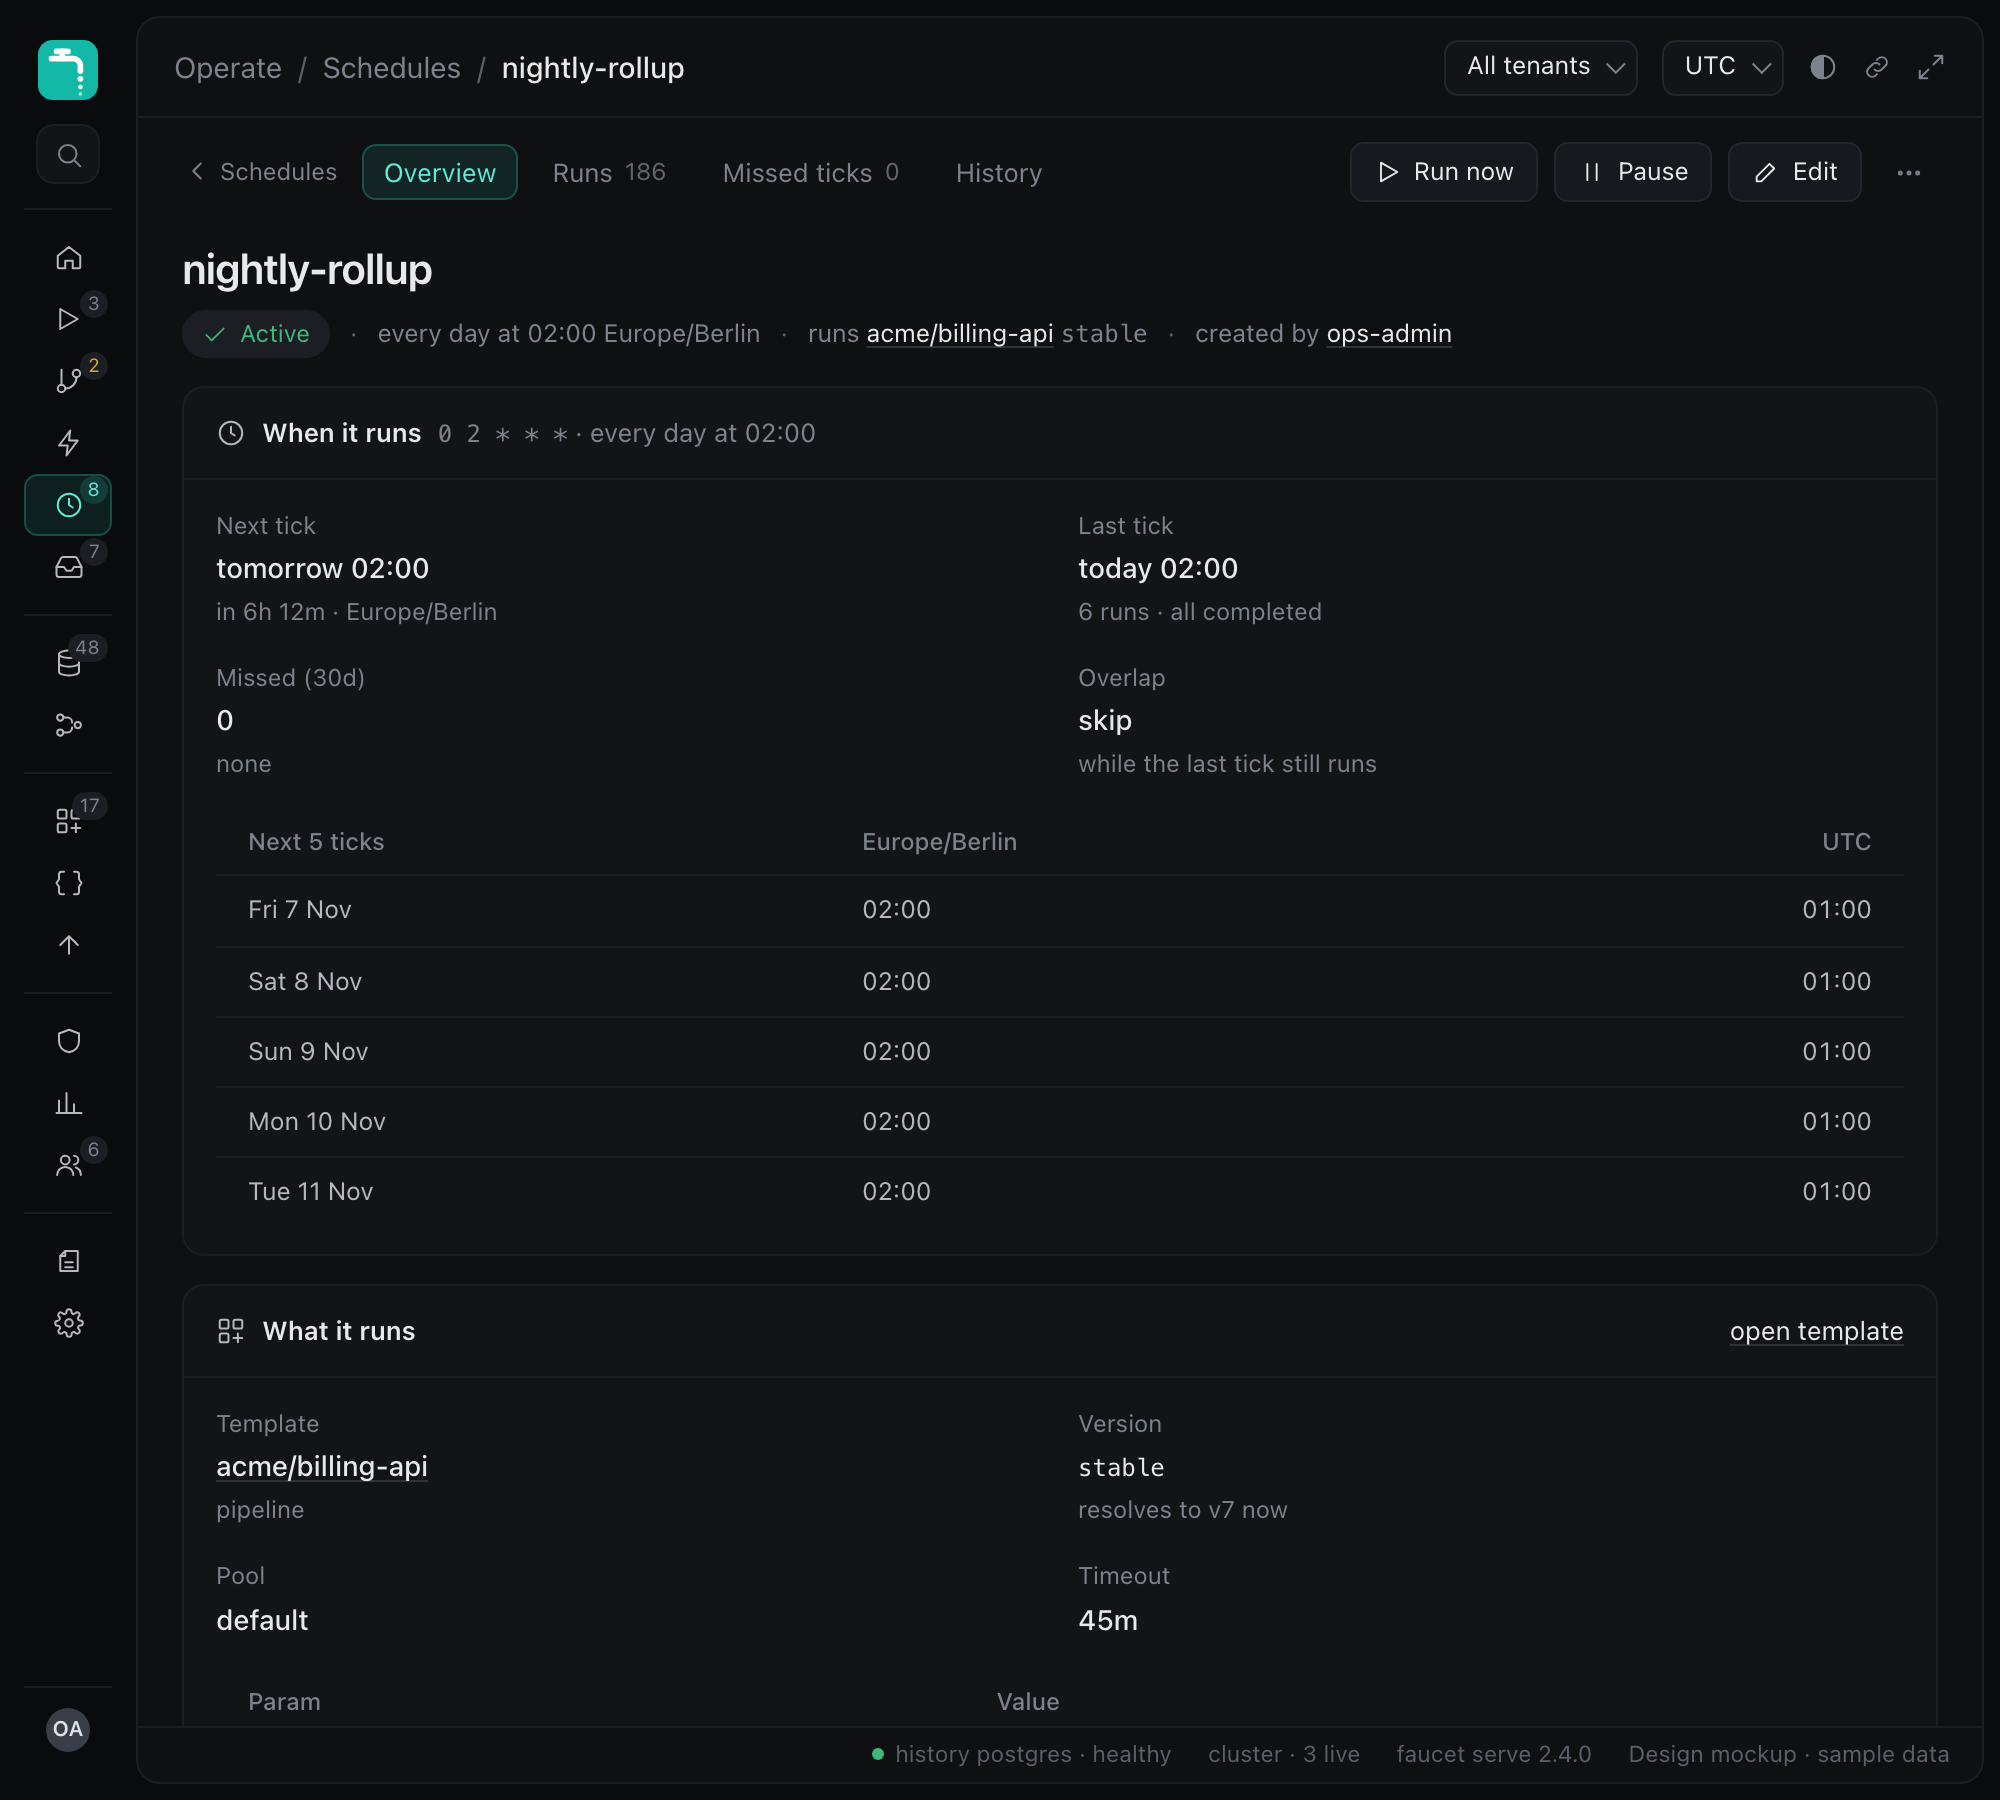 Operate / Schedules / nightly-rollup
All tenants
UTC
Schedules
Overview
Runs 186
Missed ticks 0
History
Run now
Pause
Edit
nightly-rollup
Active · every day at 02:00 Europe/Berlin · runs acme/billing-api stable · created by ops-admin
3
2
8
7
48
17
6
OA
When it runs 0 2 * * * · every day at 02:00
Next tick
tomorrow 02:00
in 6h 12m · Europe/Berlin
Last tick
today 02:00
6 runs · all completed
Missed (30d)
0
none
Overlap
skip
while the last tick still runs
Next 5 ticks Europe/Berlin UTC
Fri 7 Nov 02:00 01:00
Sat 8 Nov 02:00 01:00
Sun 9 Nov 02:00 01:00
Mon 10 Nov 02:00 01:00
Tue 11 Nov 02:00 01:00
What it runs
open template
Template
acme/billing-api
pipeline
Version
stable
resolves to v7 now
Pool
default
Timeout
45m
Param Value
history postgres · healthy
cluster · 3 live
faucet serve 2.4.0
Design mockup · sample data